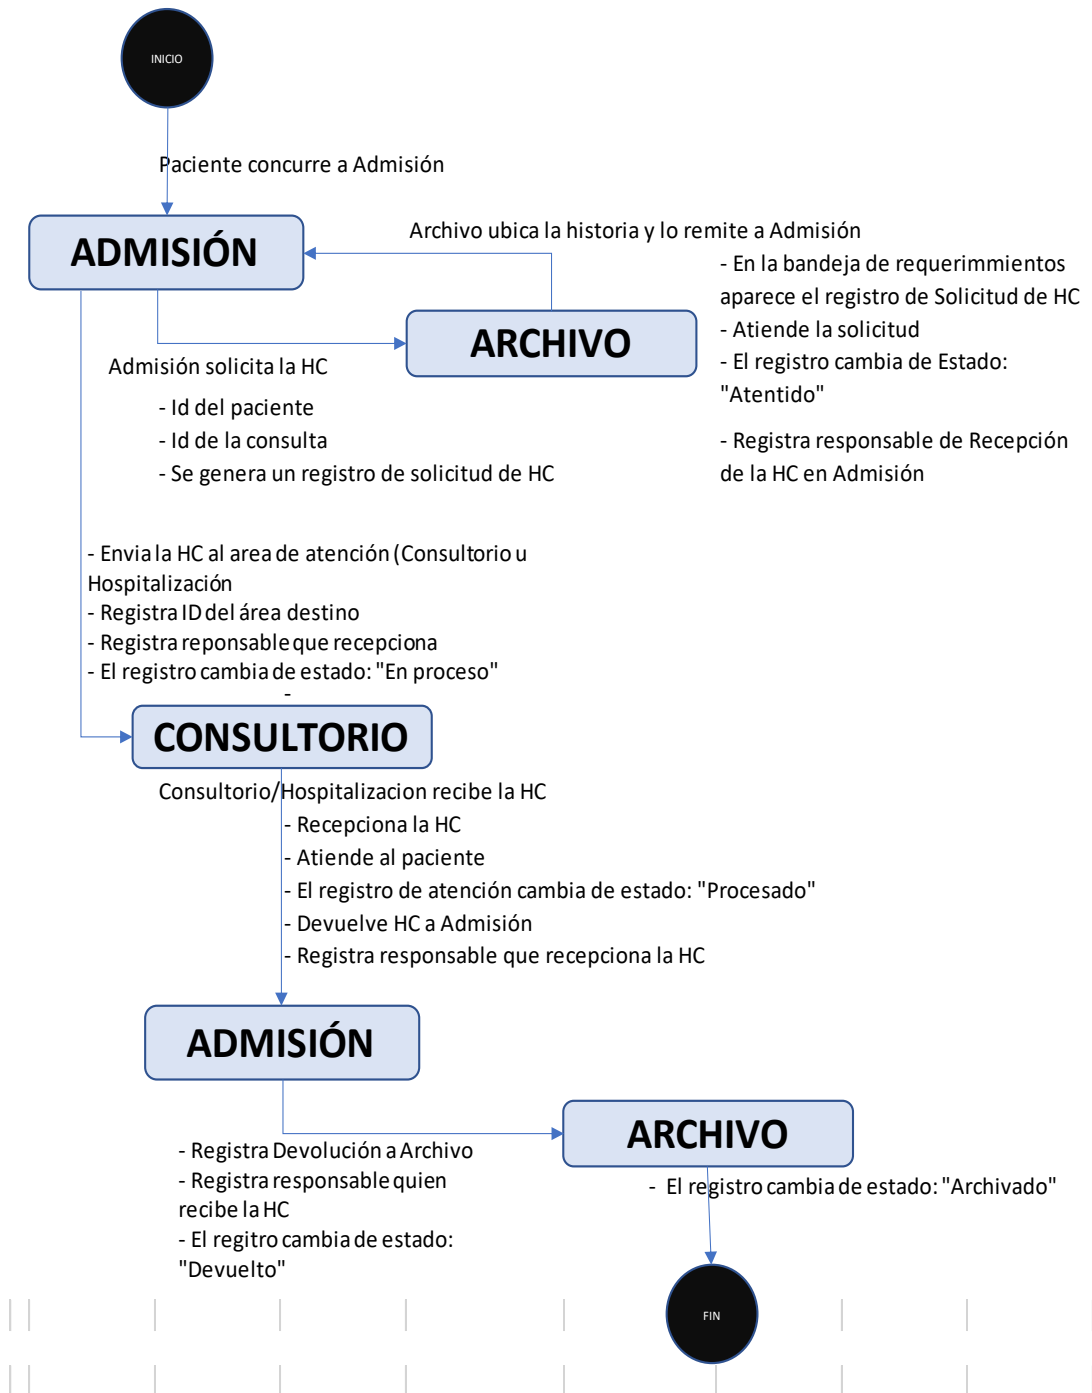 INICIO
Paciente concurre a Admisión
ADMISIÓN
Archivo ubica la historia y lo remite a Admisión
- En la bandeja de requerimmientos
aparece el registro de Solicitud de HC
- Atiende la solicitud
- El registro cambia de Estado:
"Atentido"
- Registra responsable de Recepción
de la HC en Admisión
ARCHIVO
Admisión solicita la HC
- Id del paciente
- Id de la consulta
- Se genera un registro de solicitud de HC
- Envia la HC al area de atención (Consultorio u
Hospitalización
- Registra ID del área destino
- Registra reponsable que recepciona
- El registro cambia de estado: "En proceso"
-
CONSULTORIO
Consultorio/Hospitalizacion recibe la HC
- Recepciona la HC
- Atiende al paciente
- El registro de atención cambia de estado: "Procesado"
- Devuelve HC a Admisión
- Registra responsable que recepciona la HC
ADMISIÓN
ARCHIVO
- Registra Devolución a Archivo
- Registra responsable quien
recibe la HC
- El regitro cambia de estado:
"Devuelto"
- El registro cambia de estado: "Archivado"
FIN